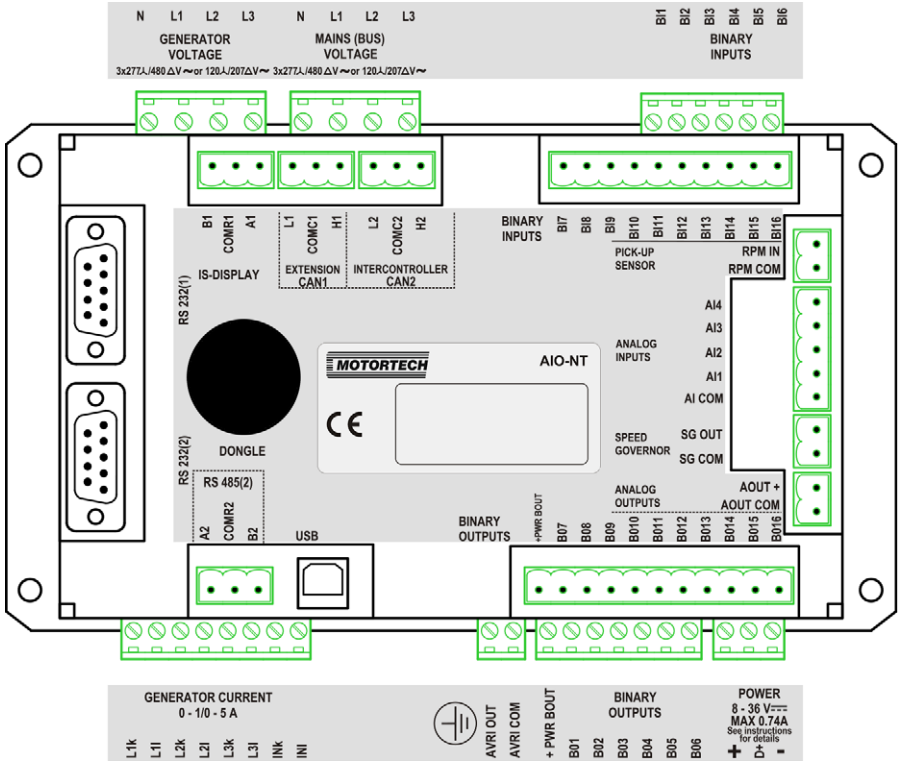 N L1 L2 L3
GENERATOR
VOLTAGE
3x277⅄/480 △V ~ or 120⅄/207△V~
N L1 L2 L3
MAINS (BUS)
VOLTAGE
3x277⅄/480 △V ~ or 120⅄/207△V~
BI1 BI2 BI3 BI4 BI5 BI6
BINARY
INPUTS
B1 COMR1 A1
IS-DISPLAY
L1 COMC1 H1
EXTENSION
CAN1
L2 COMC2 H2
INTERCONTROLLER
CAN2
BINARY
INPUTS
BI7 BI8 BI9 BI10 BI11 BI12 BI13 BI14 BI15 BI16
PICK-UP
SENSOR
RPM IN
RPM COM
RS 232(1)
AI4
AI3
ANALOG
INPUTS
AI2
AI1
AI COM
MOTORTECH
AIO-NT
CE
DONGLE
RS 232(2)
SPEED
GOVERNOR
SG OUT
SG COM
RS 485(2)
A2 COMR2 B2
USB
ANALOG
OUTPUTS
AOUT +
AOUT COM
BINARY
OUTPUTS
+PWR BOUT B07 B08 B09 B010 B011 B012 B013 B014 B015 B016
GENERATOR CURRENT
0 - 1/0 - 5 A
L1k L1l L2k L2l L3k L3l INk INl
AVRI OUT AVRI COM
+ PWR BOUT B01 B02 B03 B04 B05 B06
BINARY
OUTPUTS
POWER
8 - 36 V
MAX 0.74A
See instructions
for details
+ D+ -